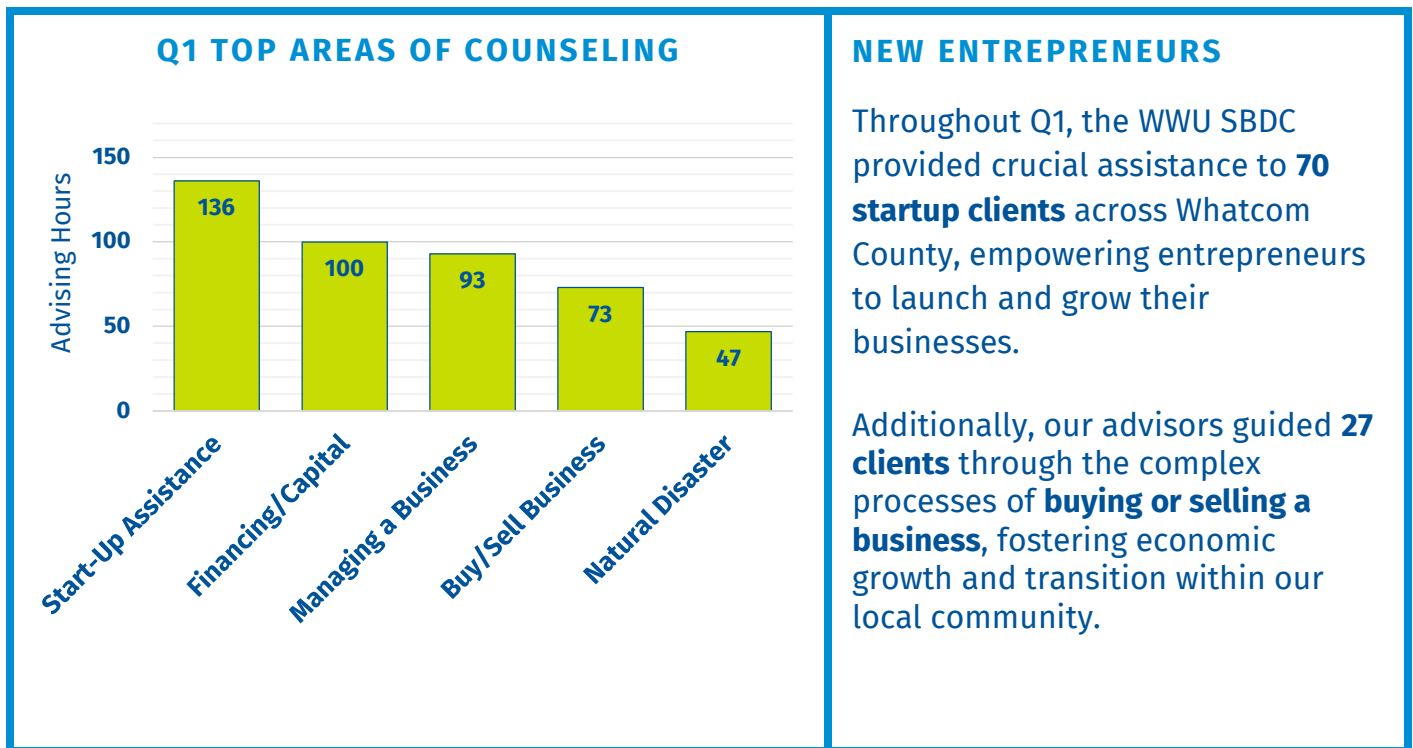 Q1 TOP AREAS OF COUNSELING
Advising Hours
150
100
50
0
136
100
93
73
47
Start-Up Assistance
Financing/Capital
Managing a Business
Buy/Sell Business
Natural Disaster
NEW ENTREPRENEURS
Throughout Q1, the WWU SBDC
provided crucial assistance to 70
startup clients across Whatcom
County, empowering entrepreneurs
to launch and grow their
businesses.
Additionally, our advisors guided 27
clients through the complex
processes of buying or selling a
business, fostering economic
growth and transition within our
local community.